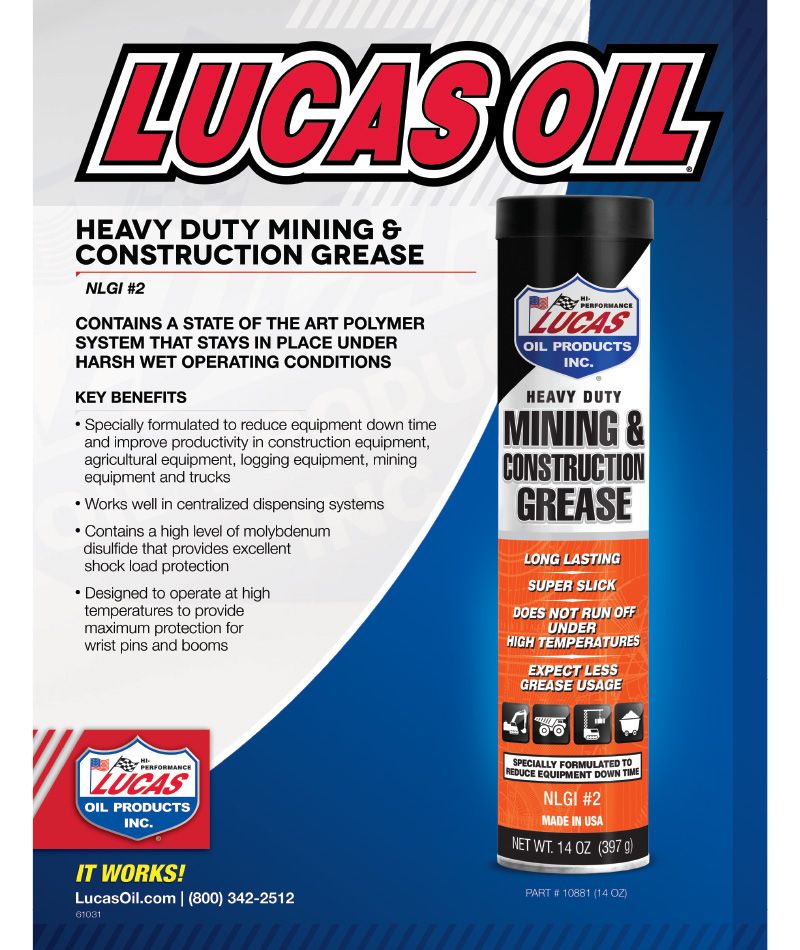 LUCAS OIL®
HEAVY DUTY MINING &
CONSTRUCTION GREASE
NLGI #2
CONTAINS A STATE OF THE ART POLYMER
SYSTEM THAT STAYS IN PLACE UNDER
HARSH WET OPERATING CONDITIONS
KEY BENEFITS
• Specially formulated to reduce equipment down time
and improve productivity in construction equipment,
agricultural equipment, logging equipment, mining
equipment and trucks
• Works well in centralized dispensing systems
• Contains a high level of molybdenum
disulfide that provides excellent
shock load protection
• Designed to operate at high
temperatures to provide
maximum protection for
wrist pins and booms
HI-
PERFORMANCE
LUCAS
OIL PRODUCTS
INC.
®
IT WORKS!
LucasOil.com | (800) 342-2512
61031
HI-
PERFORMANCE
LUCAS
OIL PRODUCTS
INC.
®
HEAVY DUTY
MINING &
CONSTRUCTION
GREASE
LONG LASTING
SUPER SLICK
DOES NOT RUN OFF
UNDER
HIGH TEMPERATURES
EXPECT LESS
GREASE USAGE
SPECIALLY FORMULATED TO
REDUCE EQUIPMENT DOWN TIME
NLGI #2
MADE IN USA
NET WT. 14 OZ (397 g)
PART # 10881 (14 OZ)